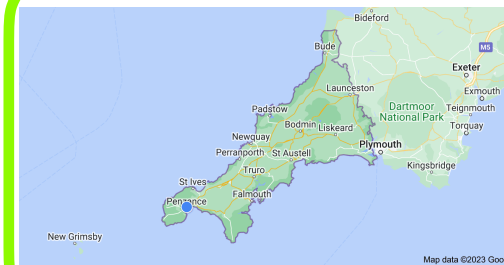 Bideford
Bude
M5
Exeter
Launceston
Exmouth
Dartmoor
National Park
Teignmouth
Padstow
Torquay
Bodmin
Liskeard
Newquay
Plymouth
Perranporth
St Austell
Kingsbridge
Truro
St Ives
Falmouth
Penzance
New Grimsby
Map data ©2023 Goo